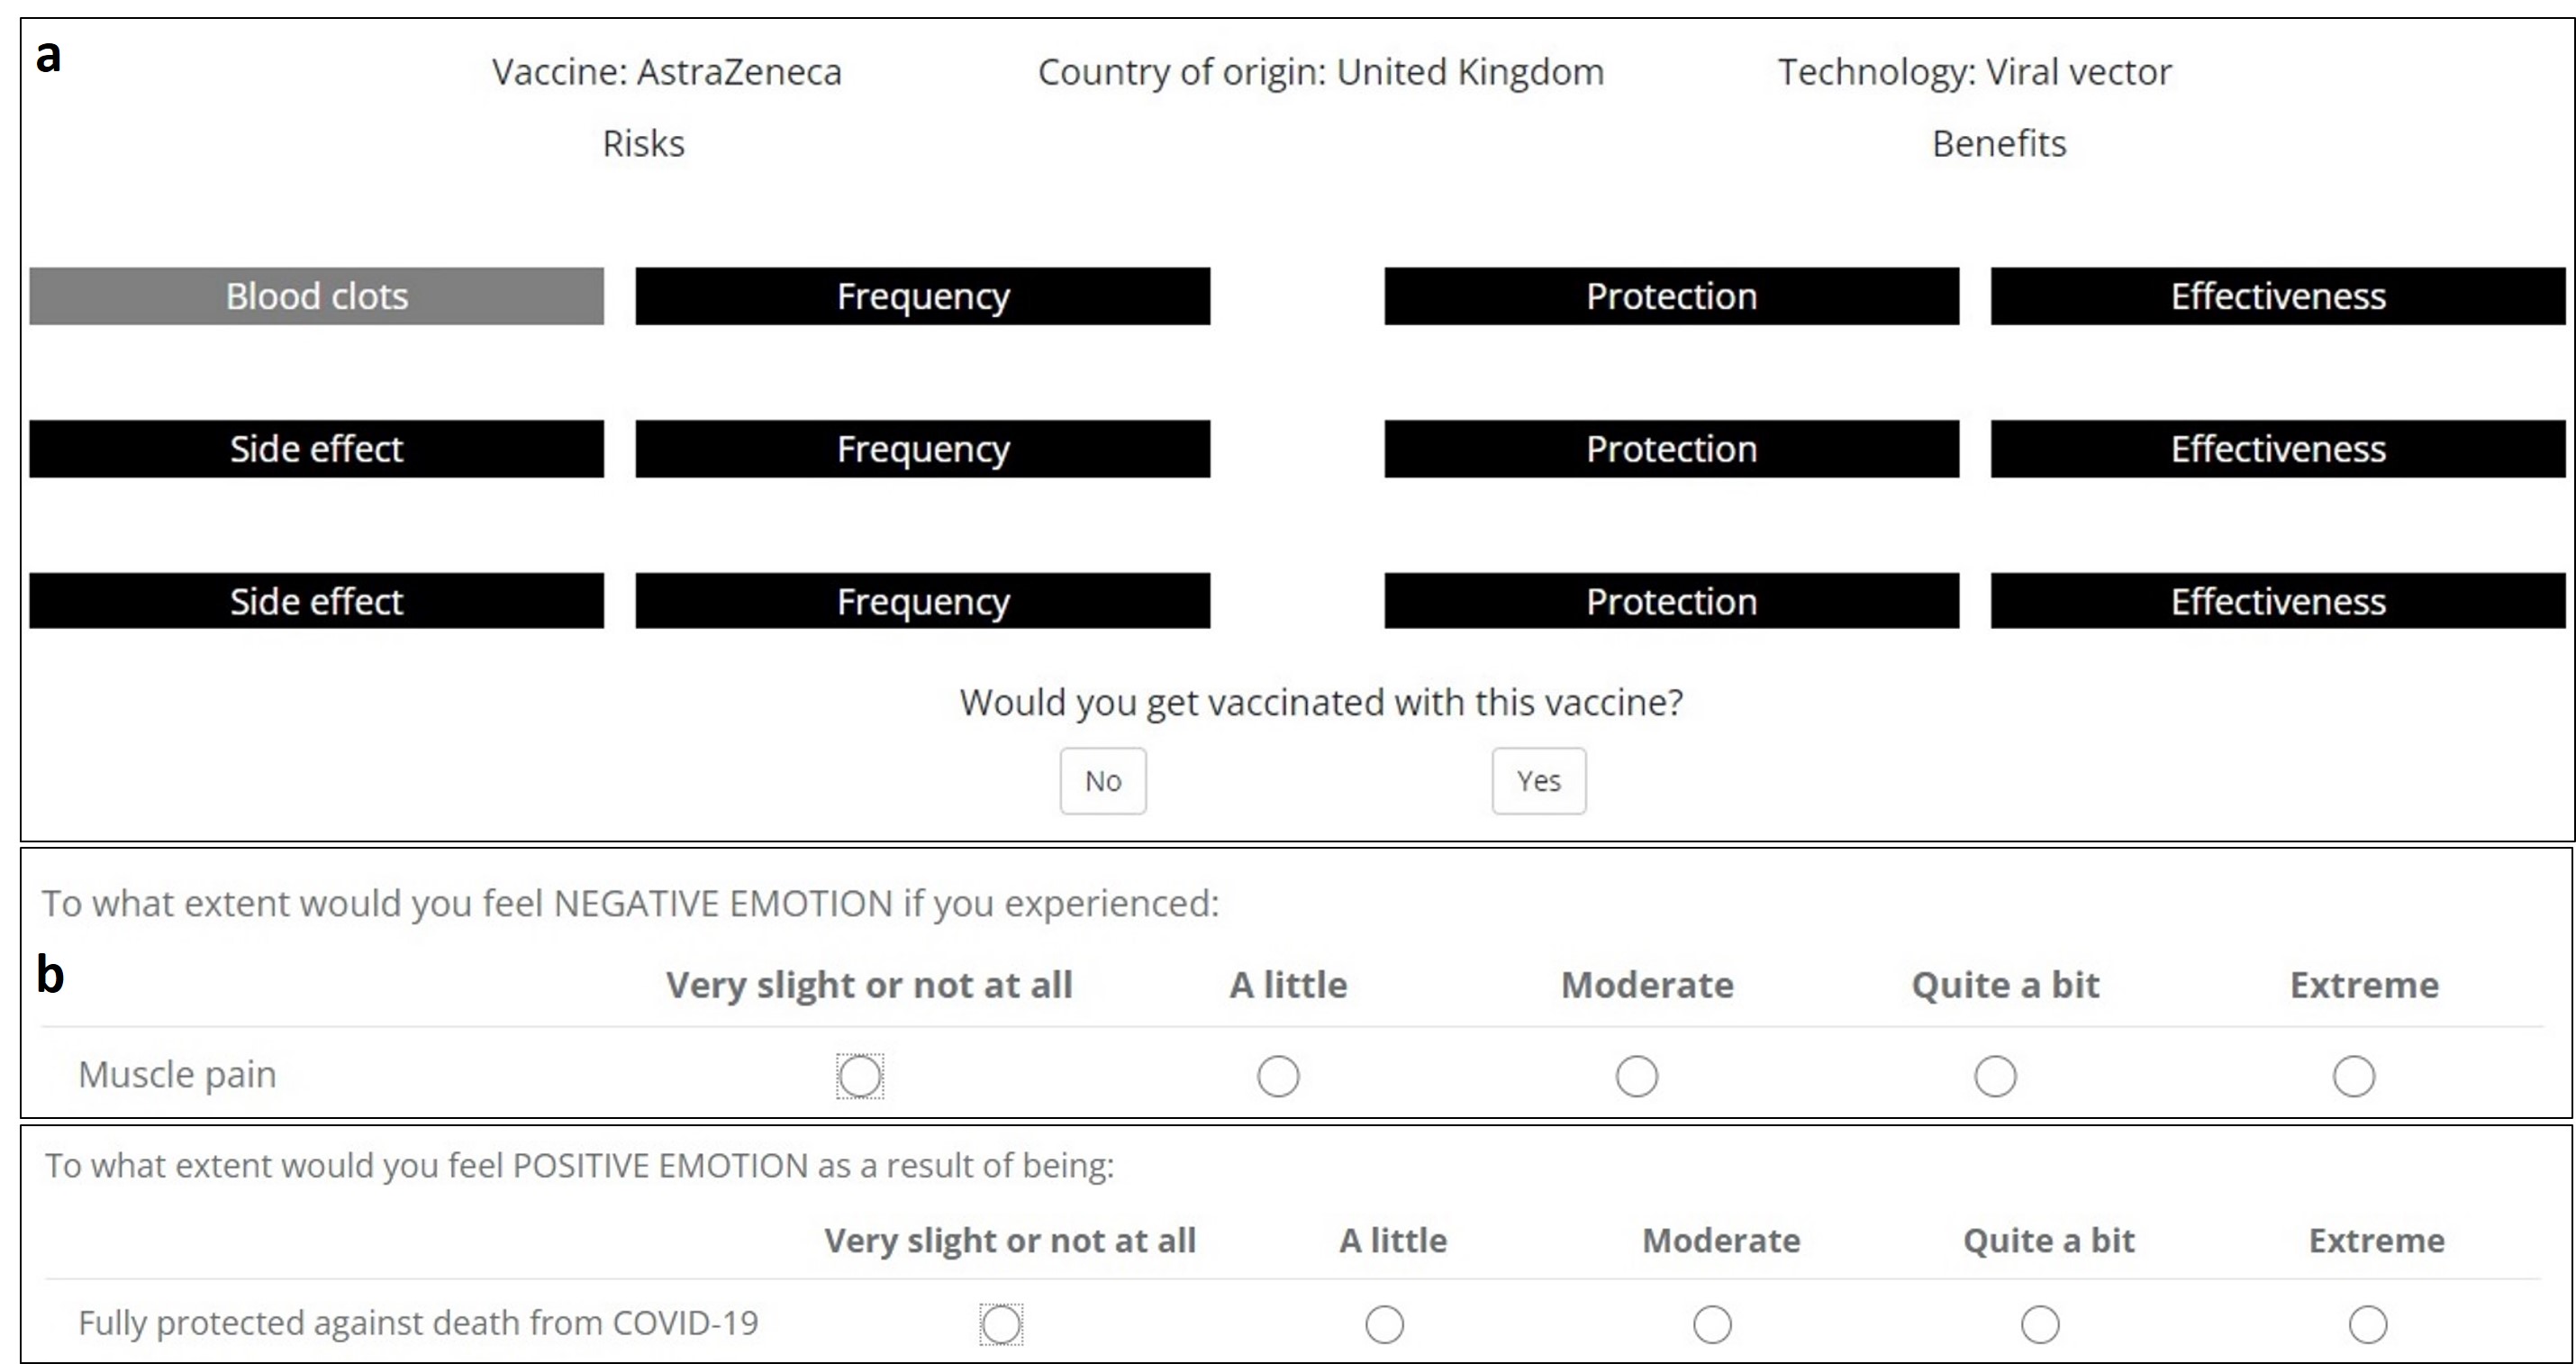 a
Vaccine: AstraZeneca Country of origin: United Kingdom Technology: Viral vector
Risks Benefits
Blood clots Frequency Protection Effectiveness
Side effect Frequency Protection Effectiveness
Side effect Frequency Protection Effectiveness
Would you get vaccinated with this vaccine?
No Yes
To what extent would you feel NEGATIVE EMOTION if you experienced:
b
Very slight or not at all A little Moderate Quite a bit Extreme
Muscle pain
To what extent would you feel POSITIVE EMOTION as a result of being:
Very slight or not at all A little Moderate Quite a bit Extreme
Fully protected against death from COVID-19